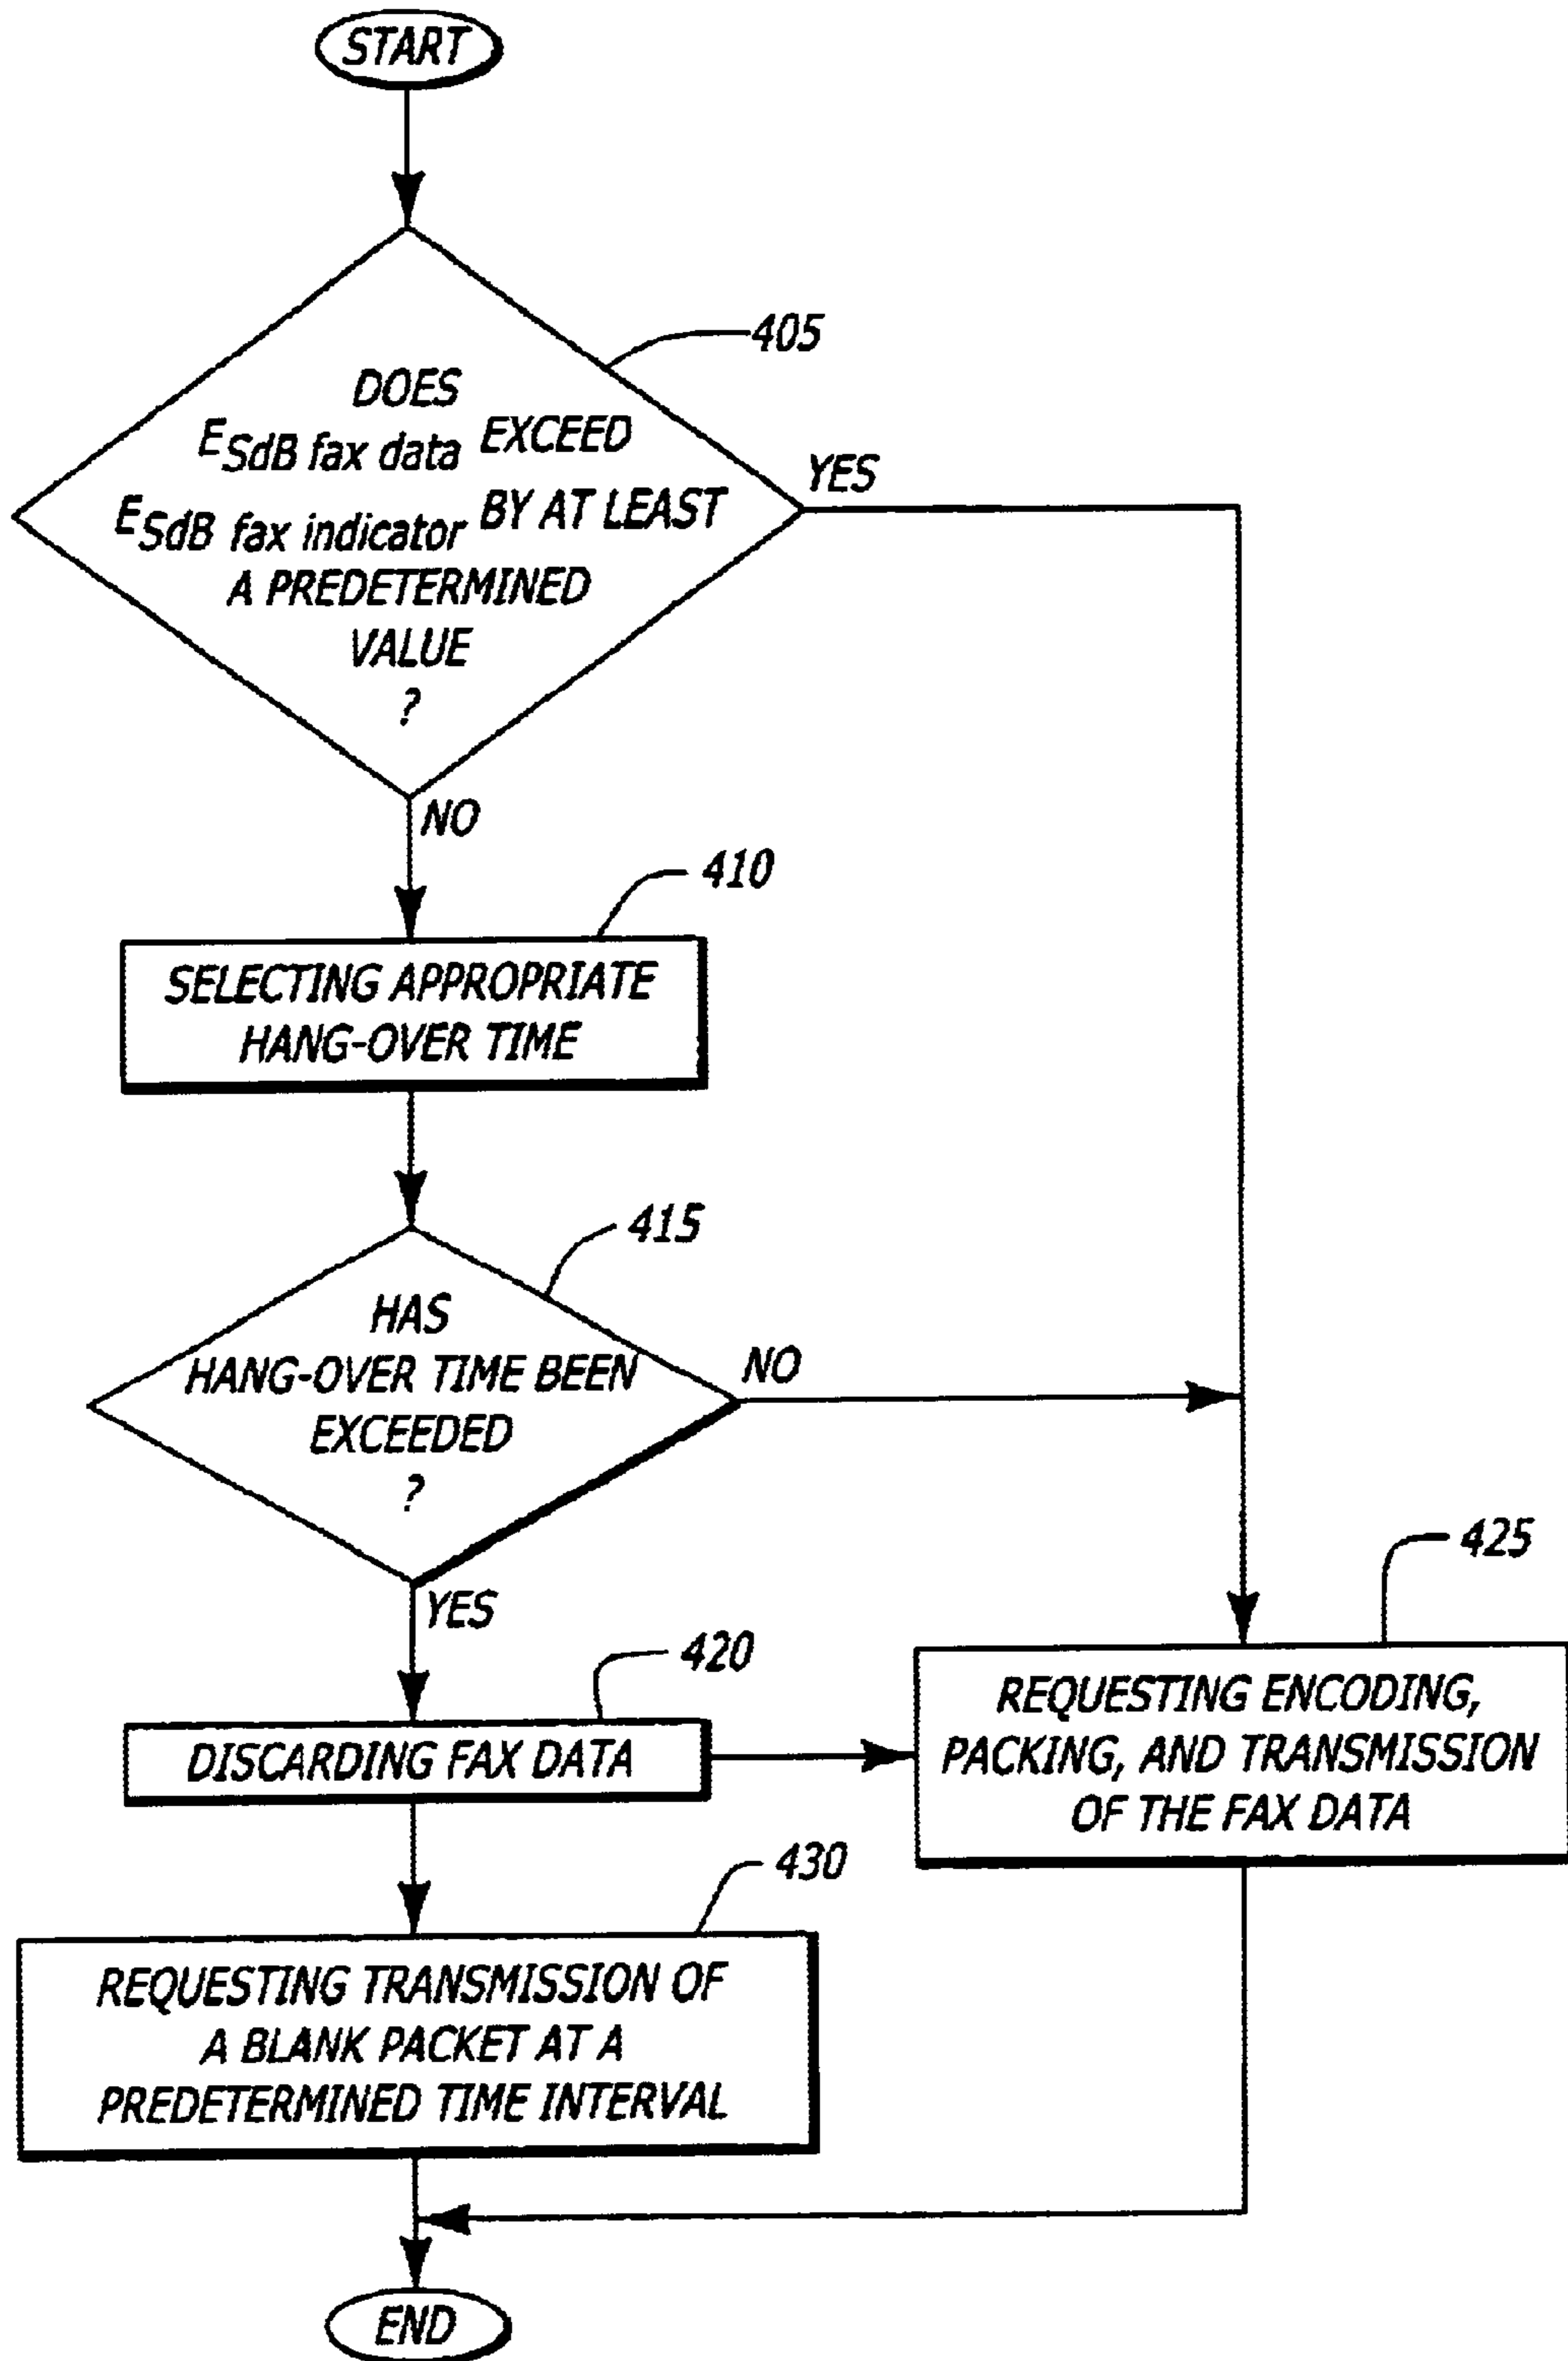 START
405
DOES
ESdB fax data EXCEED
ESdB fax indicator BY AT LEAST
A PREDETERMINED
VALUE
?
YES
NO
410
SELECTING APPROPRIATE
HANG-OVER TIME
415
HAS
HANG-OVER TIME BEEN
EXCEEDED
?
NO
YES
420
DISCARDING FAX DATA
425
REQUESTING ENCODING,
PACKING, AND TRANSMISSION
OF THE FAX DATA
430
REQUESTING TRANSMISSION OF
A BLANK PACKET AT A
PREDETERMINED TIME INTERVAL
END